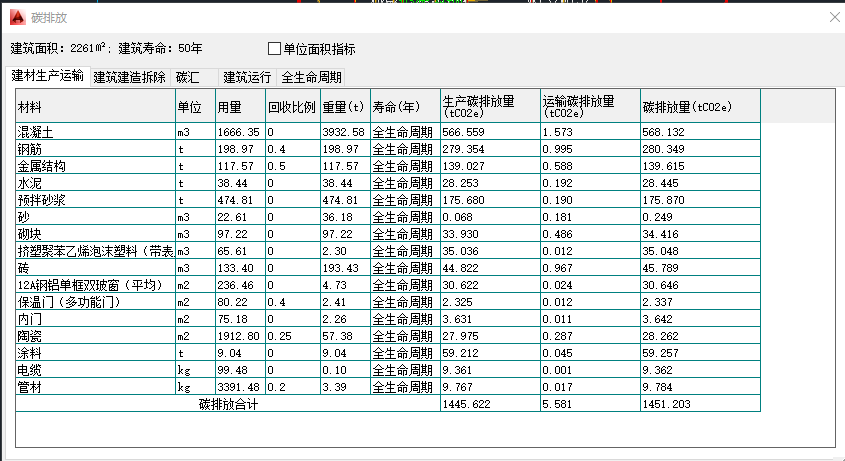 碳排放
建筑面积: 2261m²; 建筑寿命: 50年 单位面积指标
建材生产运输 建筑建造拆除 碳汇 建筑运行 全生命周期
材料 单位 用量 回收比例 重量(t) 寿命(年) 生产碳排放量(tCO2e) 运输碳排放量(tCO2e) 碳排放量(tCO2e)
混凝土 m3 1666.35 0 3932.58 全生命周期 566.559 1.573 568.132
钢筋 t 198.97 0.4 198.97 全生命周期 279.354 0.995 280.349
金属结构 t 117.57 0.5 117.57 全生命周期 139.027 0.588 139.615
水泥 t 38.44 0 38.44 全生命周期 28.253 0.192 28.445
预拌砂浆 t 474.81 0 474.81 全生命周期 175.680 0.190 175.870
砂 m3 22.61 0 36.18 全生命周期 0.068 0.181 0.249
砌块 m3 97.22 0 97.22 全生命周期 33.930 0.486 34.416
挤塑聚苯乙烯泡沫塑料（带表 m3 65.61 0 2.30 全生命周期 35.036 0.012 35.048
砖 m3 133.40 0 193.43 全生命周期 44.822 0.967 45.789
12A钢铝单框双玻窗（平均） m2 236.46 0 4.73 全生命周期 30.622 0.024 30.646
保温门（多功能门） m2 80.22 0.4 2.41 全生命周期 2.325 0.012 2.337
内门 m2 75.18 0 2.26 全生命周期 3.631 0.011 3.642
陶瓷 m2 1912.80 0.25 57.38 全生命周期 27.975 0.287 28.262
涂料 t 9.04 0 9.04 全生命周期 59.212 0.045 59.257
电缆 kg 99.48 0 0.10 全生命周期 9.361 0.001 9.362
管材 kg 3391.48 0.2 3.39 全生命周期 9.767 0.017 9.784
碳排放合计 1445.622 5.581 1451.203